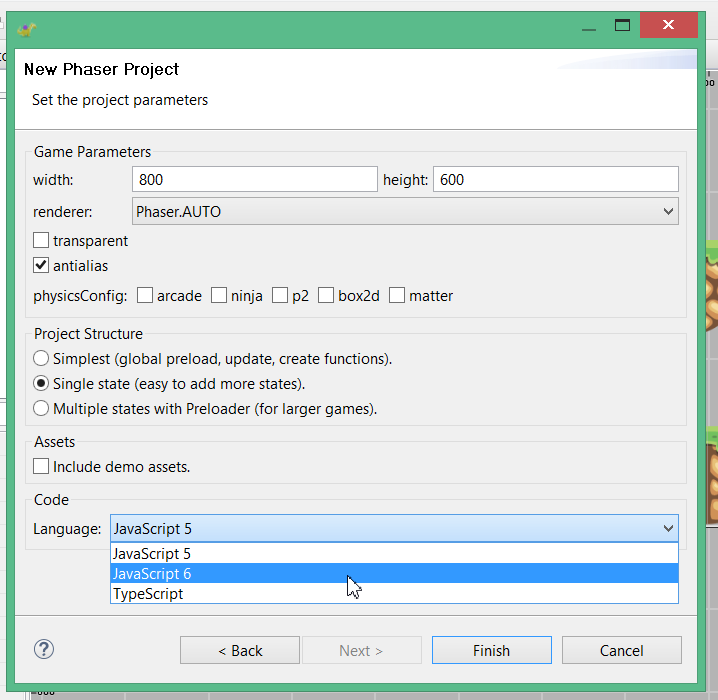 New Phaser Project
Set the project parameters
Game Parameters
width: 800 height: 600
renderer: Phaser.AUTO
transparent
antialias
physicsConfig: arcade ninja p2 box2d matter
Project Structure
Simplest (global preload, update, create functions).
Single state (easy to add more states).
Multiple states with Preloader (for larger games).
Assets
Include demo assets.
Code
Language: JavaScript 5
JavaScript 5
JavaScript 6
TypeScript
? < Back Next > Finish Cancel